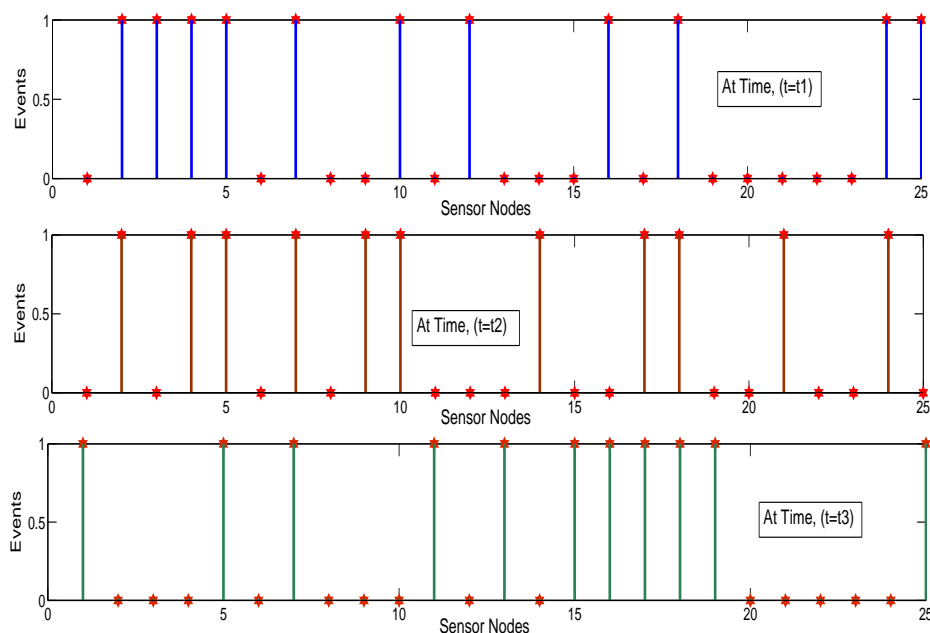 1
0.5
0
Events
At Time, (t=t1)
0 5 10 15 20 25
Sensor Nodes
1
0.5
0
Events
At Time, (t=t2)
0 5 10 15 20 25
Sensor Nodes
1
0.5
0
Events
At Time, (t=t3)
0 5 10 15 20 25
Sensor Nodes